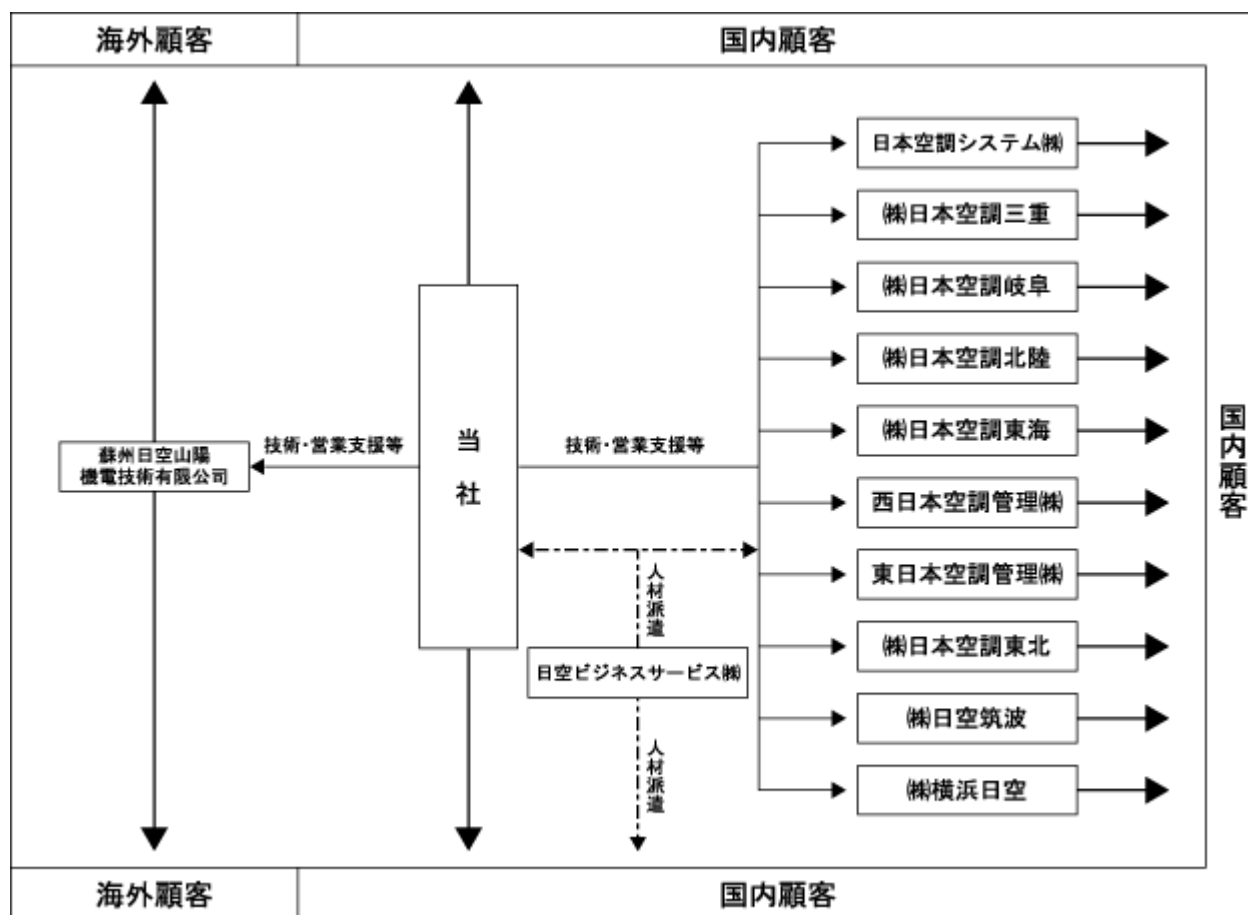 海外顧客
国内顧客
日本空調システム㈱
㈱日本空調三重
㈱日本空調岐阜
㈱日本空調北陸
㈱日本空調東海
西日本空調管理㈱
東日本空調管理㈱
㈱日本空調東北
㈱日空筑波
㈱横浜日空
国内顧客
蘇州日空山陽
機電技術有限公司
技術・営業支援等
当社
技術・営業支援等
人材派遣
日空ビジネスサービス㈱
人材派遣
海外顧客
国内顧客